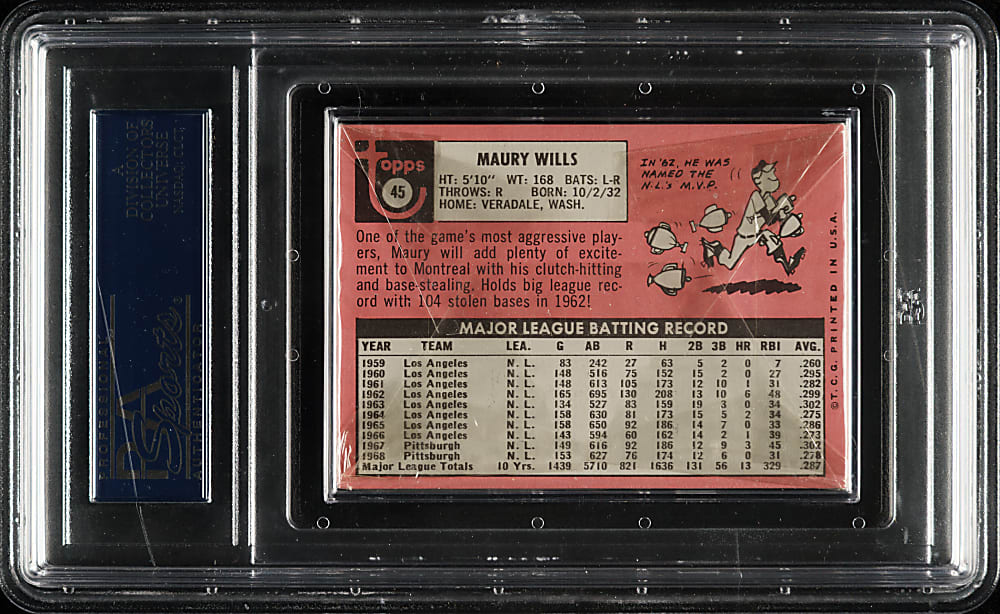 A
DIVISION OF
COLLECTORS
UNIVERSE
NASDAQ: CLCT
PROFESSIONAL
PSA
Sports
AUTHENTICATOR
Topps
45
MAURY WILLS
HT: 5'10" WT: 168 BATS: L-R
THROWS: R BORN: 10/2/32
HOME: VERADALE, WASH.
IN '62, HE WAS
NAMED THE
N.L.'s M.V.P.
One of the game's most aggressive play-
ers, Maury will add plenty of excite-
ment to Montreal with his clutch-hitting
and base-stealing. Holds big league rec-
ord with 104 stolen bases in 1962!
MAJOR LEAGUE BATTING RECORD
YEAR TEAM LEA. G AB R H 2B 3B HR RBI AVG.
1959 Los Angeles N. L. 83 242 27 63 5 2 0 7 .260
1960 Los Angeles N. L. 148 516 75 152 15 2 0 27 .295
1961 Los Angeles N. L. 148 613 105 173 12 10 1 31 .282
1962 Los Angeles N. L. 165 695 130 208 13 10 6 48 .299
1963 Los Angeles N. L. 134 527 83 159 19 3 0 34 .302
1964 Los Angeles N. L. 158 630 81 173 15 5 2 34 .275
1965 Los Angeles N. L. 158 650 92 186 14 7 0 33 .286
1966 Los Angeles N. L. 143 594 60 162 14 2 1 39 .273
1967 Pittsburgh N. L. 149 616 92 186 12 9 3 45 .302
1968 Pittsburgh N. L. 153 627 76 174 12 6 0 31 .278
Major League Totals 10 Yrs. 1439 5710 821 1636 131 56 13 329 .287
©T.C.G. PRINTED IN U.S.A.